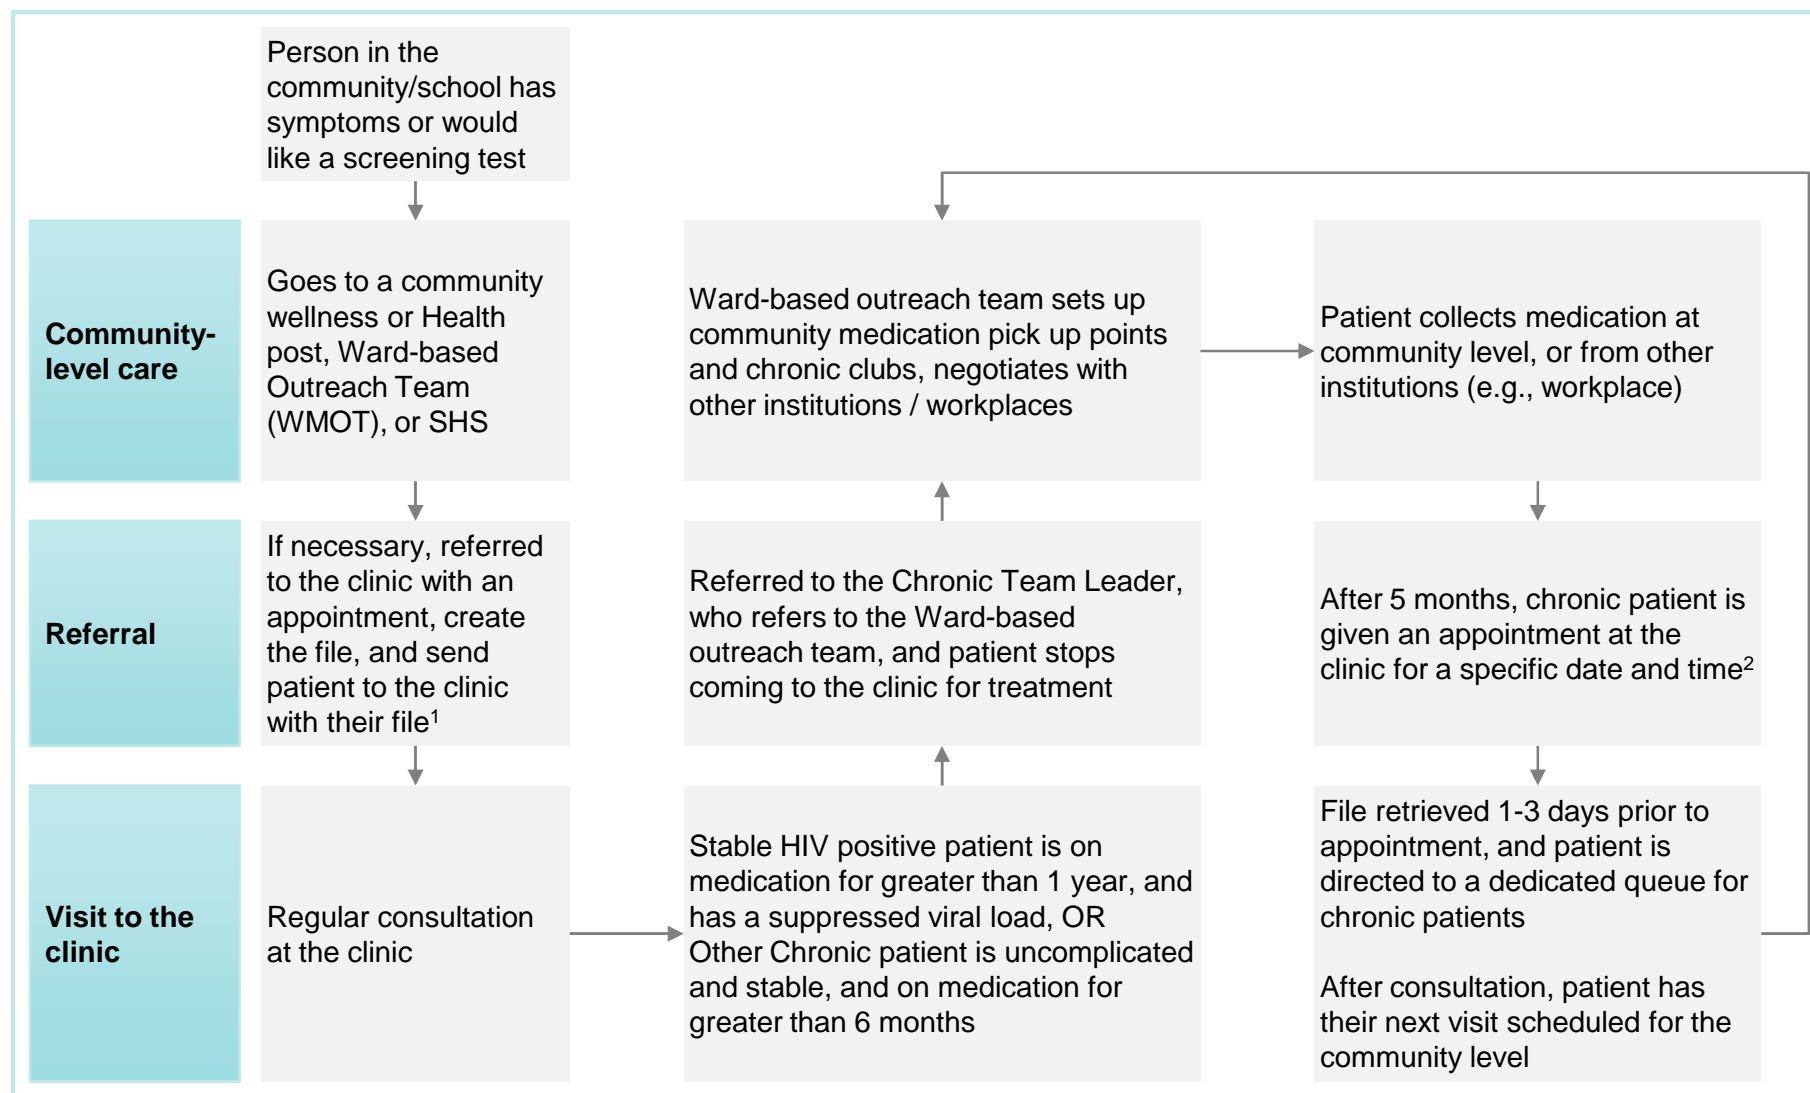 Person in the
community/school has
symptoms or would
like a screening test
Community-
level care
Goes to a community
wellness or Health
post, Ward-based
Outreach Team
(WMOT), or SHS
Ward-based outreach team sets up
community medication pick up points
and chronic clubs, negotiates with
other institutions / workplaces
Patient collects medication at
community level, or from other
institutions (e.g., workplace)
Referral
If necessary, referred
to the clinic with an
appointment, create
the file, and send
patient to the clinic
with their file¹
Referred to the Chronic Team Leader,
who refers to the Ward-based
outreach team, and patient stops
coming to the clinic for treatment
After 5 months, chronic patient is
given an appointment at the
clinic for a specific date and time²
Visit to the
clinic
Regular consultation
at the clinic
Stable HIV positive patient is on
medication for greater than 1 year, and
has a suppressed viral load, OR
Other Chronic patient is uncomplicated
and stable, and on medication for
greater than 6 months
File retrieved 1-3 days prior to
appointment, and patient is
directed to a dedicated queue for
chronic patients
After consultation, patient has
their next visit scheduled for the
community level